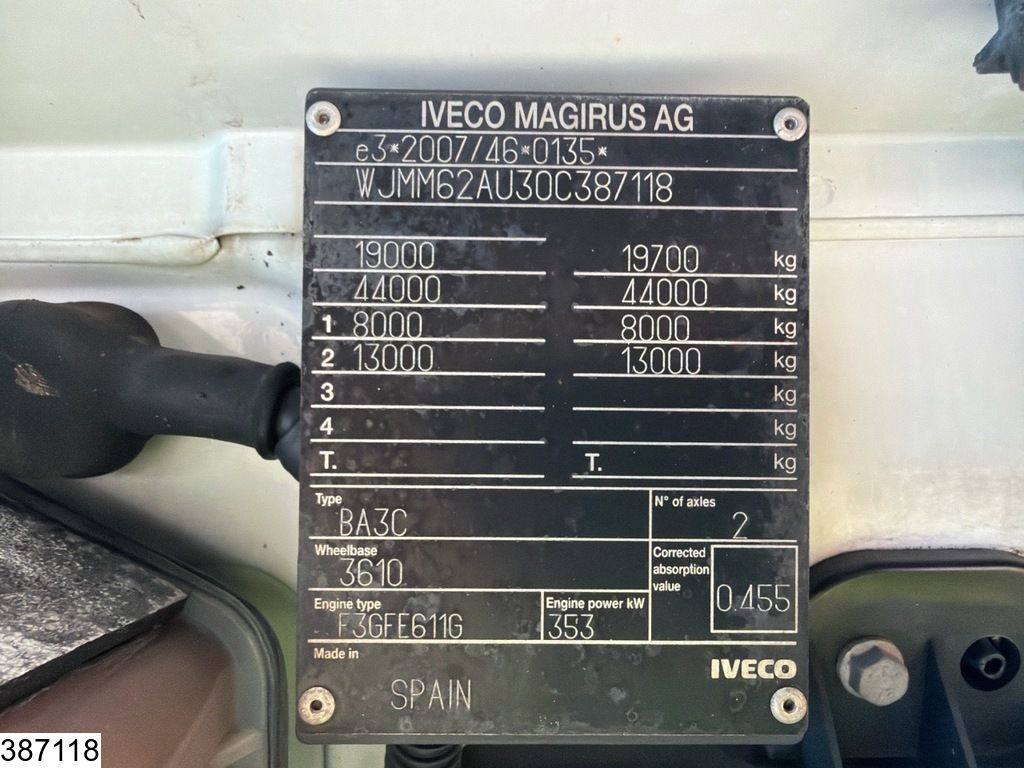 IVECO MAGIRUS AG
e3*2007/46*0135*
WJMM62AU30C387118
19000 19700 kg
44000 44000 kg
1 8000 8000 kg
2 13000 13000 kg
3 kg
4 kg
T. T. kg
Type N° of axles
BA3C 2
Wheelbase Corrected absorption value
3610 0.455
Engine type Engine power kW
F3GFE611G 353
Made in IVECO
SPAIN
387118